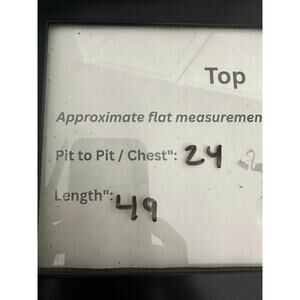 Top
Approximate flat measuremen
Pit to Pit / Chest": 24
Length": 49